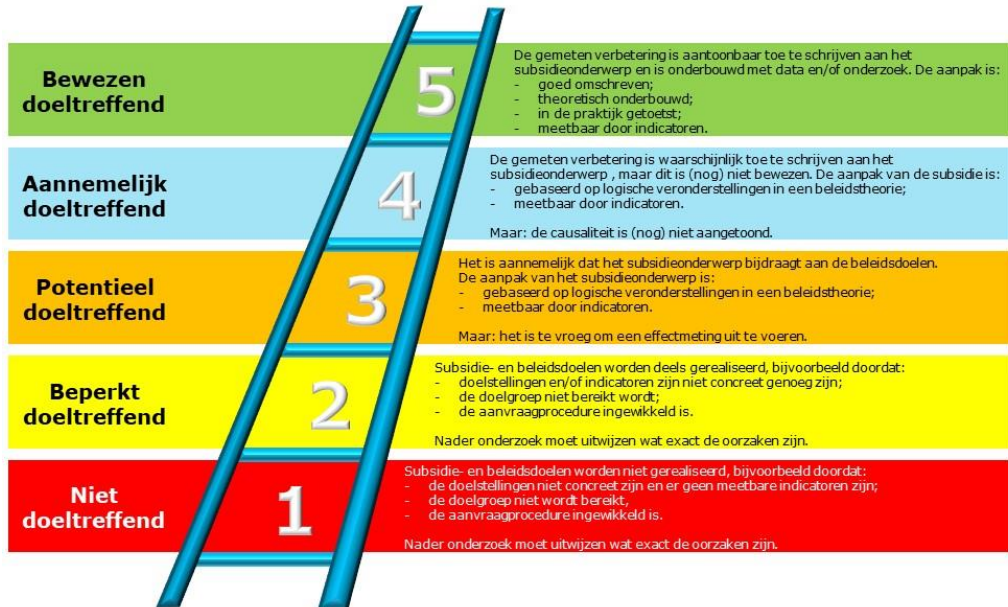 Bewezen
doeltreffend
5
De gemeten verbetering is aantoonbaar toe te schrijven aan het
subsidieonderwerp en is onderbouwd met data en/of onderzoek. De aanpak is:
- goed omschreven;
- theoretisch onderbouwd;
- in de praktijk getoetst;
- meetbaar door indicatoren.
Aannemelijk
doeltreffend
4
De gemeten verbetering is waarschijnlijk toe te schrijven aan het
subsidieonderwerp , maar dit is (nog) niet bewezen. De aanpak van de subsidie is:
- gebaseerd op logische veronderstellingen in een beleidstheorie;
- meetbaar door indicatoren.
Maar: de causaliteit is (nog) niet aangetoond.
Potentieel
doeltreffend
3
Het is aannemelijk dat het subsidieonderwerp bijdraagt aan de beleidsdoelen.
De aanpak van het subsidieonderwerp is:
- gebaseerd op logische veronderstellingen in een beleidstheorie;
- meetbaar door indicatoren.
Maar: het is te vroeg om een effectmeting uit te voeren.
Beperkt
doeltreffend
2
Subsidie- en beleidsdoelen worden deels gerealiseerd, bijvoorbeeld doordat:
- doelstellingen en/of indicatoren zijn niet concreet genoeg zijn;
- de doelgroep niet bereikt wordt;
- de aanvraagprocedure ingewikkeld is.
Nader onderzoek moet uitwijzen wat exact de oorzaken zijn.
Niet
doeltreffend
1
Subsidie- en beleidsdoelen worden niet gerealiseerd, bijvoorbeeld doordat:
- de doelstellingen niet concreet zijn en er geen meetbare indicatoren zijn;
- de doelgroep niet wordt bereikt,
- de aanvraagprocedure ingewikkeld is.
Nader onderzoek moet uitwijzen wat exact de oorzaken zijn.